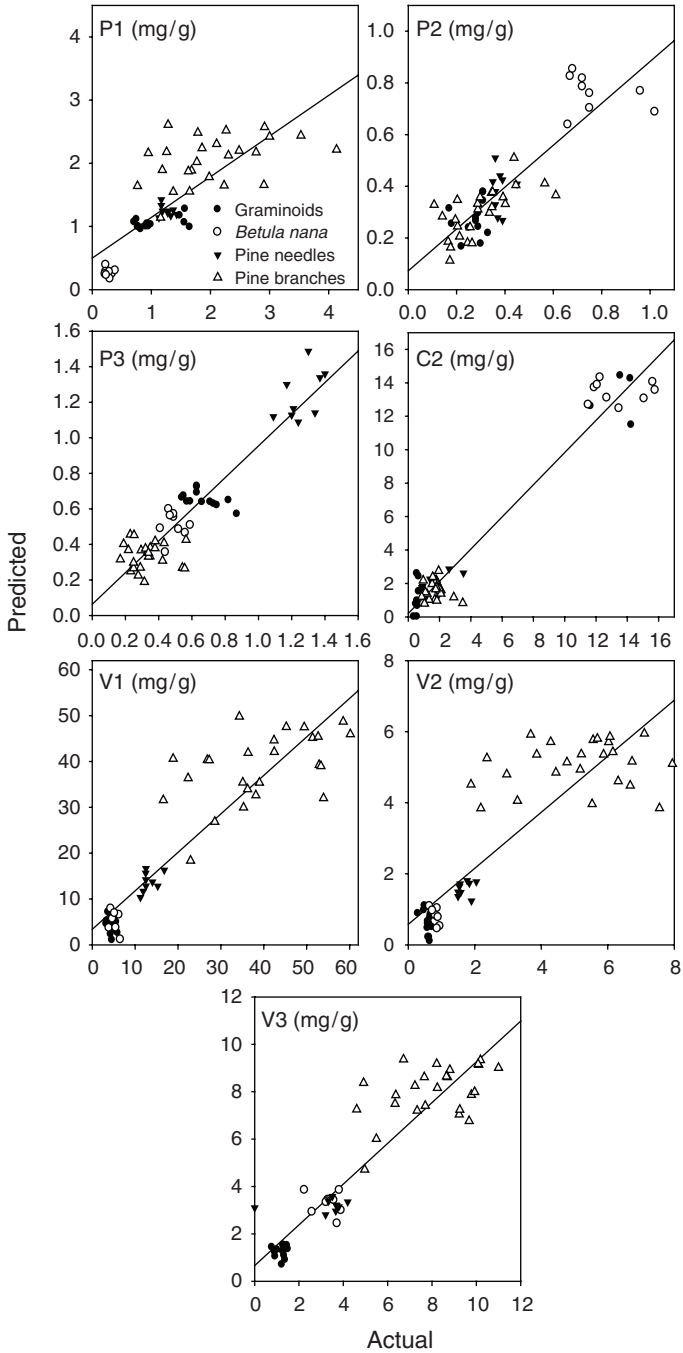 P1 (mg/g)
4
3
2
1
0
0 1 2 3 4
Graminoids
Betula nana
Pine needles
Pine branches
P2 (mg/g)
1.0
0.8
0.6
0.4
0.2
0.0
0.0 0.2 0.4 0.6 0.8 1.0
P3 (mg/g)
1.6
1.4
1.2
1.0
0.8
0.6
0.4
0.2
0.0
0.0 0.2 0.4 0.6 0.8 1.0 1.2 1.4 1.6
C2 (mg/g)
16
14
12
10
8
6
4
2
0
0 2 4 6 8 10 12 14 16
Predicted
V1 (mg/g)
60
50
40
30
20
10
0
0 10 20 30 40 50 60
V2 (mg/g)
8
6
4
2
0
0 2 4 6 8
V3 (mg/g)
12
10
8
6
4
2
0
0 2 4 6 8 10 12
Actual